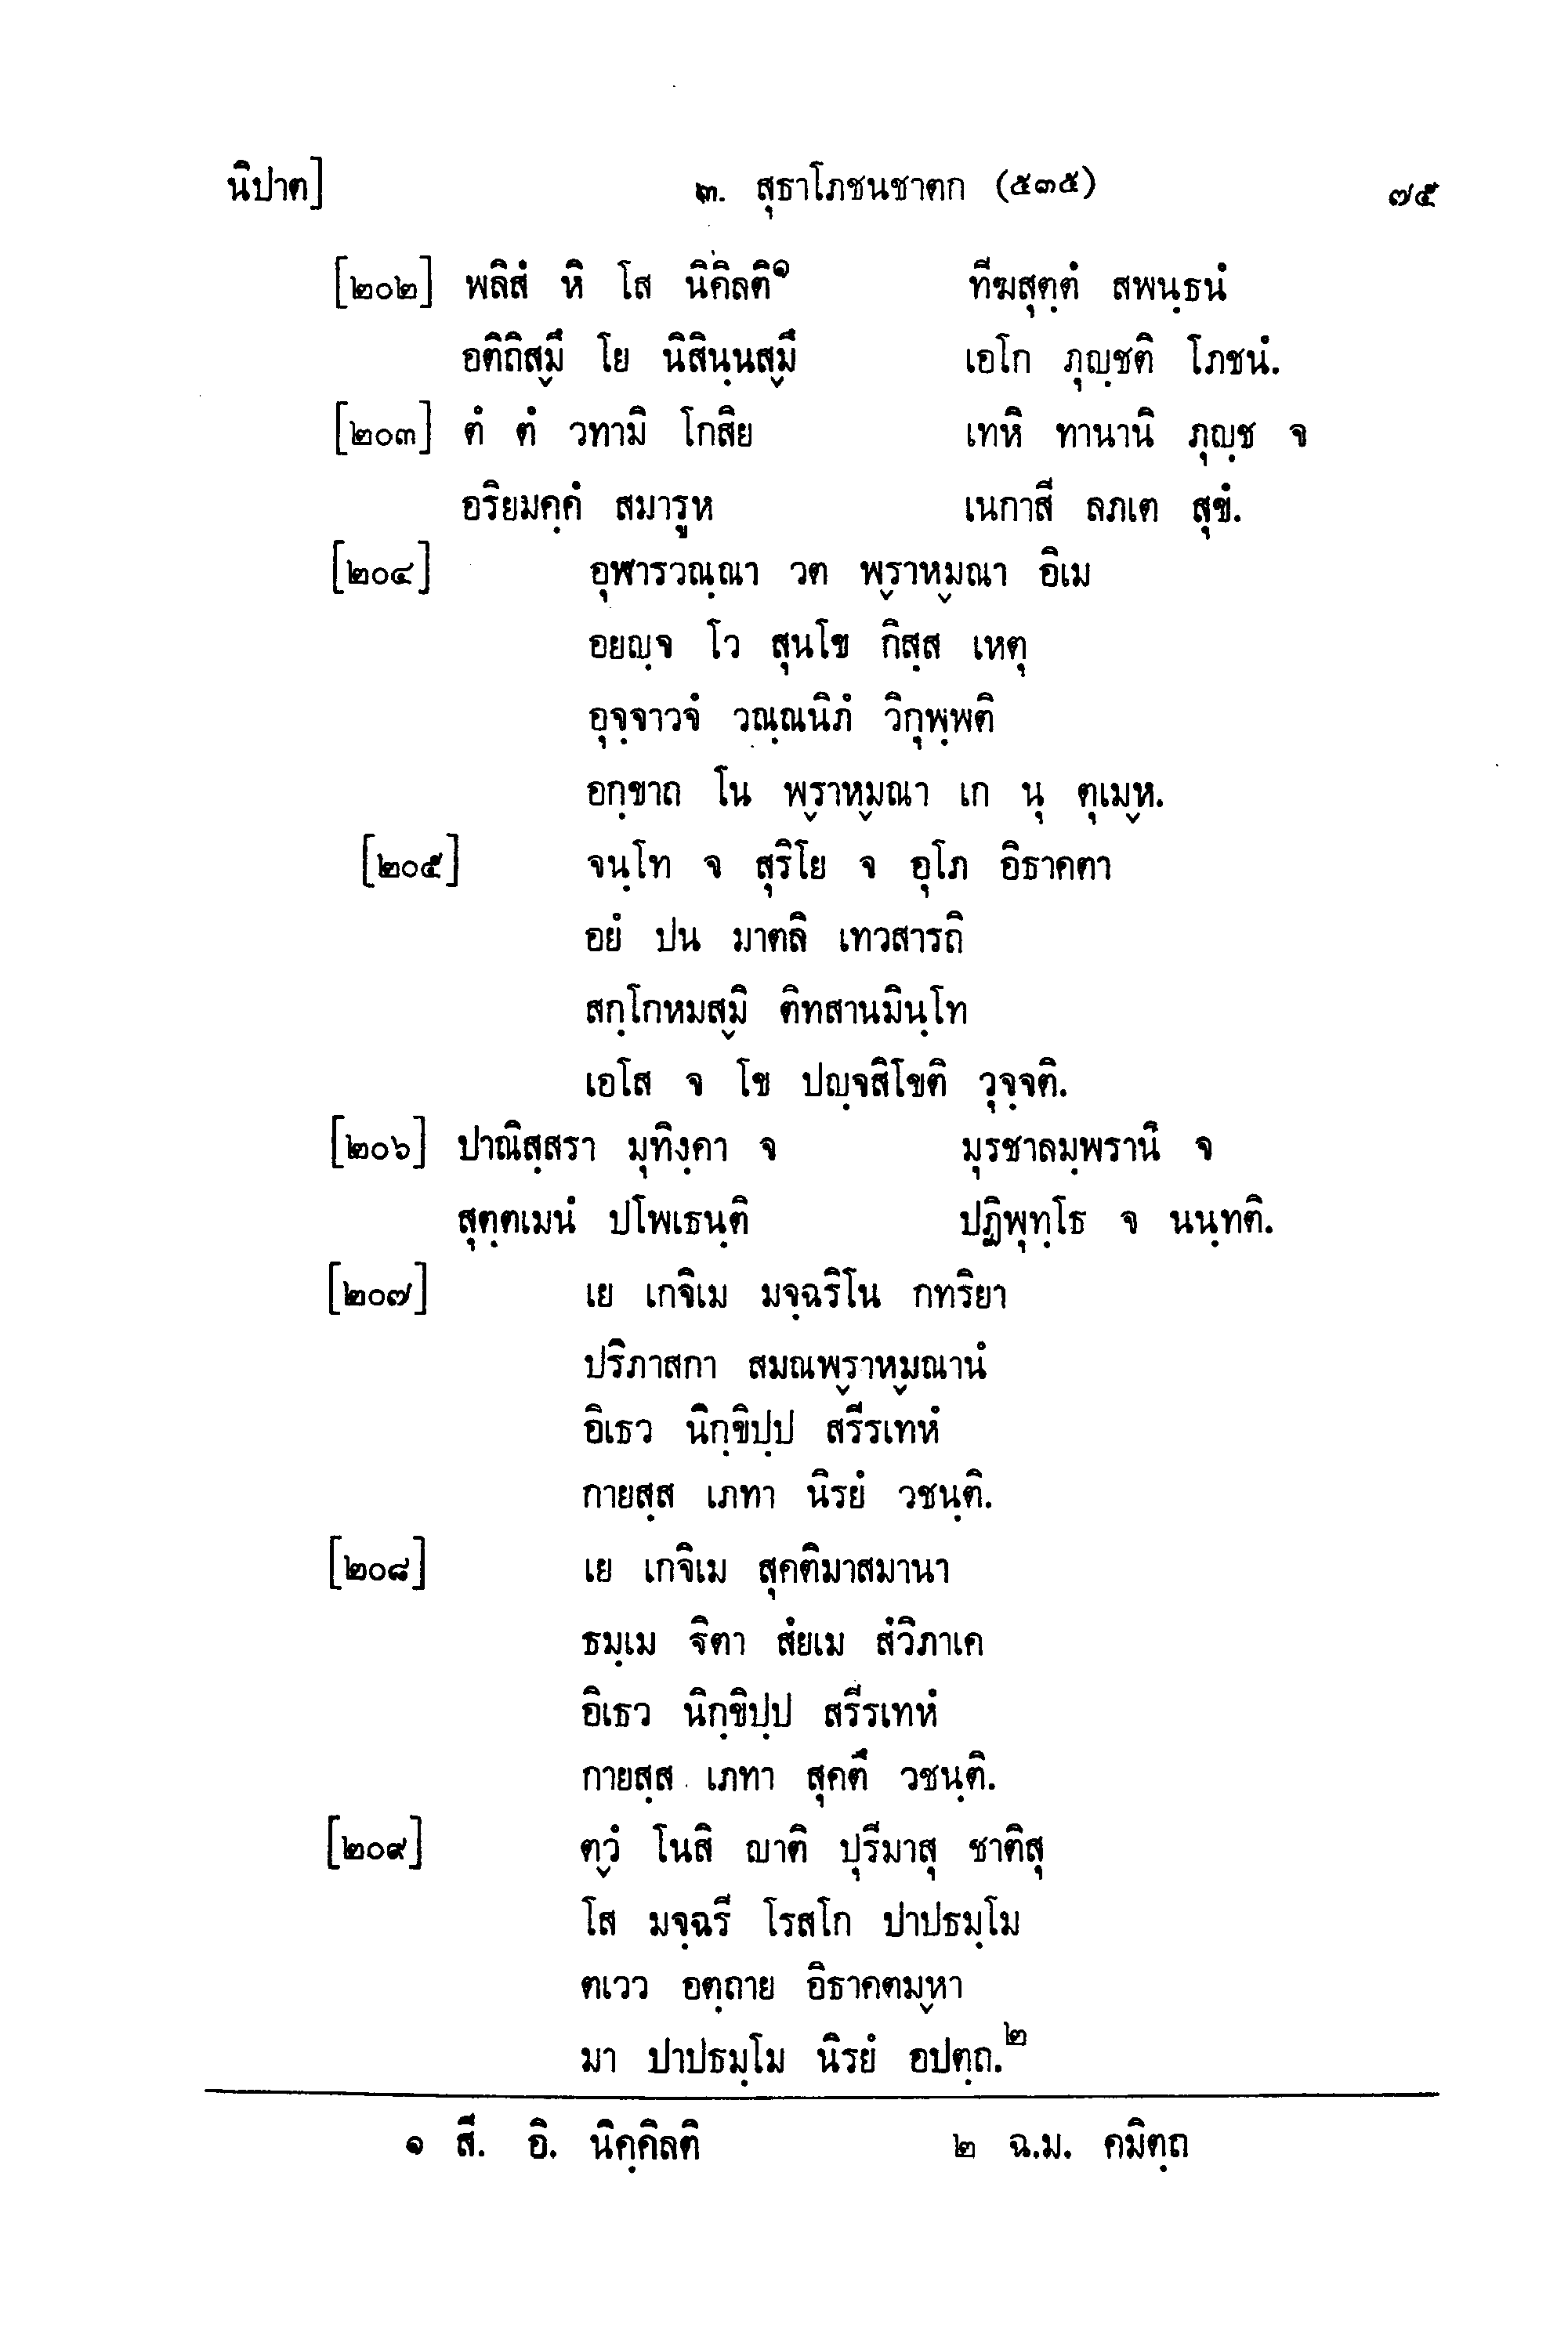 นิปาต] ๓. สุธาโภชนชาตก (๕๓๕) ๗๕
[๒๐๒] พลิสํ หิ โส นิคิลติ๑ ทีฆสุตฺตํ สพนฺธนํ
อติถิสฺมึ โย นิสินฺนสฺมึ เอโก ภุญฺชติ โภชนํ.
[๒๐๓] ตํ ตํ วทามิ โกสิย เทหิ ทานานิ ภุญฺช จ
อริยมคฺคํ สมารูห เนกาสี ลภเต สุขํ.
[๒๐๔] อุฬารวณฺณา วต พฺราหฺมณา อิเม
อยญฺจ โว สุนโข กิสฺส เหตุ
อุจฺจาวจํ วณฺณนิภํ วิกุพฺพติ
อกฺขาถ โน พฺราหฺมณา เก นุ ตุเมฺห.
[๒๐๕] จนฺโท จ สุริโย จ อุโภ อิธาคตา
อยํ ปน มาตลิ เทวสารถิ
สกฺโกหมสฺมิ ติทสานมินฺโท
เอโส จ โข ปญฺจสิโขติ วุจฺจติ.
[๒๐๖] ปาณิสฺสรา มุทิงฺคา จ มุรชาลมฺพรานิ จ
สุตฺตเมนํ ปโพเธนฺติ ปฏิพุทฺโธ จ นนฺทติ.
[๒๐๗] เย เกจิเม มจฺฉริโน กทริยา
ปริภาสกา สมณพฺราหฺมณานํ
อิเธว นิกฺขิปฺป สรีรเทหํ
กายสฺส เภทา นิรยํ วชนฺติ.
[๒๐๘] เย เกจิเม สุคติมาสมานา
ธมฺเม ฐิตา สํยเม สํวิภาเค
อิเธว นิกฺขิปฺป สรีรเทหํ
กายสฺส เภทา สุคตึ วชนฺติ.
[๒๐๙] ตฺวํ โนสิ ญาติ ปุรีมาสุ ชาติสุ
โส มจฺฉรี โรสโก ปาปธมฺโม
ตเวว อตฺถาย อิธาคตมฺหา
มา ปาปธมฺโม นิรยํ อปตฺถ.๒
๑ สี. อิ. นิคฺคิลติ ๒ ฉ.ม. คมิตฺถ